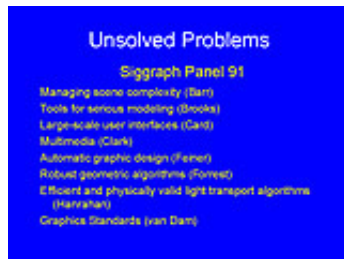 Unsolved Problems
Siggraph Panel 91
Managing scene complexity (Barr)
Tools for serious modeling (Brooks)
Large-scale user interfaces (Card)
Multimedia (Clark)
Automatic graphic design (Feiner)
Robust geometric algorithms (Forrest)
Efficient and physically valid light transport algorithms
(Hanrahan)
Graphics Standards (van Dam)